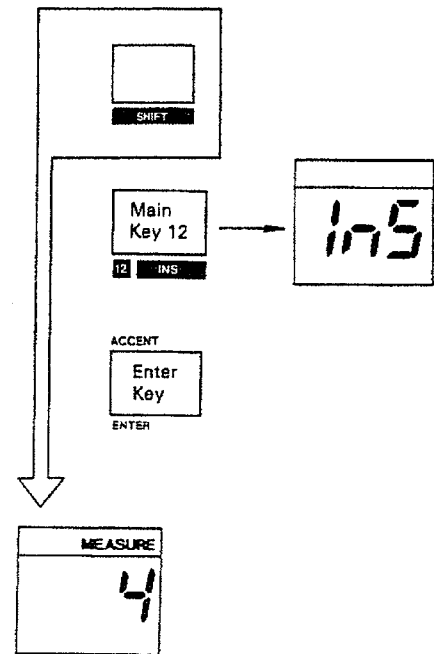 SHIFT
Main
Key 12
12 INS
InS
ACCENT
Enter
Key
ENTER
MEASURE
4